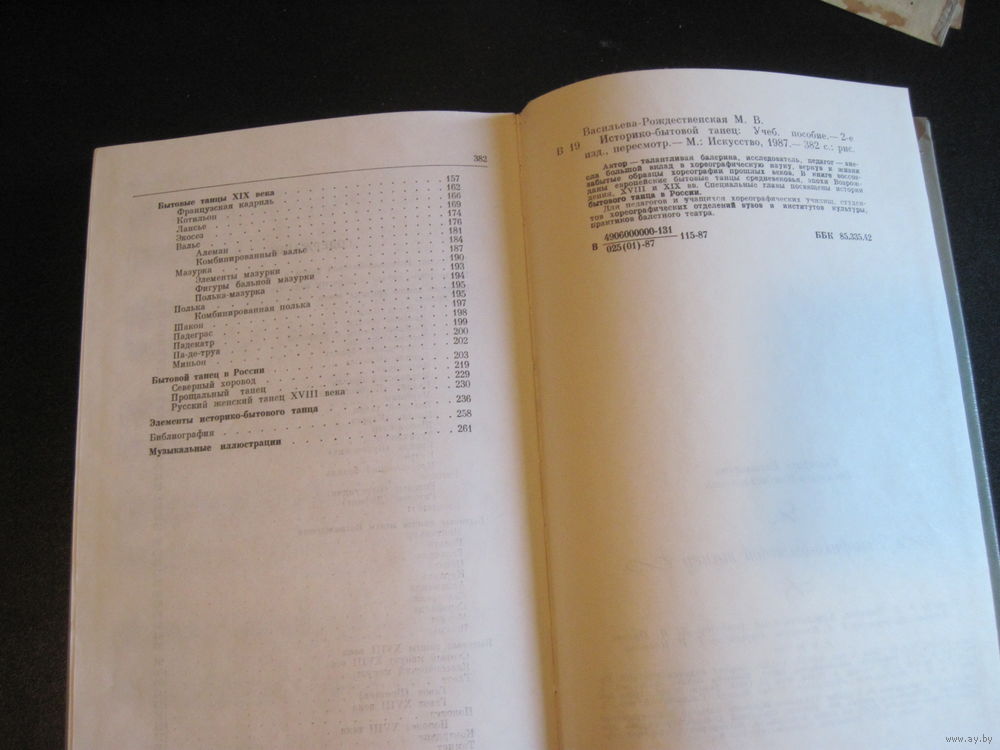 382
Бытовые танцы XIX века . . . 157
Французская кадриль . . . 162
Котильон . . . 166
Лансье . . . 169
Экосез . . . 174
Вальс . . . 176
Алеман . . . 181
Комбинированный вальс . . . 184
Мазурка . . . 187
Элементы мазурки . . . 190
Фигуры бальной мазурки . . . 193
Полька-мазурка . . . 194
Полька . . . 195
Комбинированная полька . . . 195
Шакон . . . 197
Падеграс . . . 198
Падекатр . . . 199
Па-де-труа . . . 200
Миньон . . . 202
Бытовой танец в России . . . 203
Северный хоровод . . . 219
Прощальный танец . . . 229
Русский женский танец XVIII века . . . 230
Элементы историко-бытового танца . . . 236
Библиография . . . 258
Музыкальные иллюстрации . . . 261
Васильева-Рождественская М. В.
В 19 Историко-бытовой танец: Учеб. пособие.— 2-е
изд., пересмотр.— М.: Искусство, 1987.— 382 с.: рис.
Автор — талантливая балерина, исследователь, педагог — вне-
сла большой вклад в хореографическую науку, вернув к жизни
забытые образцы хореографии прошлых веков. В книге воссоз-
даны европейские бытовые танцы средневековья, эпохи Возрож-
дения, XVIII и XIX вв. Специальные главы посвящены истории
бытового танца в России.
Для педагогов и учащихся хореографических училищ, студен-
тов хореографических отделений вузов и институтов культуры,
практиков балетного театра.
В 4906000000-131 115-87 ББК 85.335.42
025(01)-87
www.ay.by